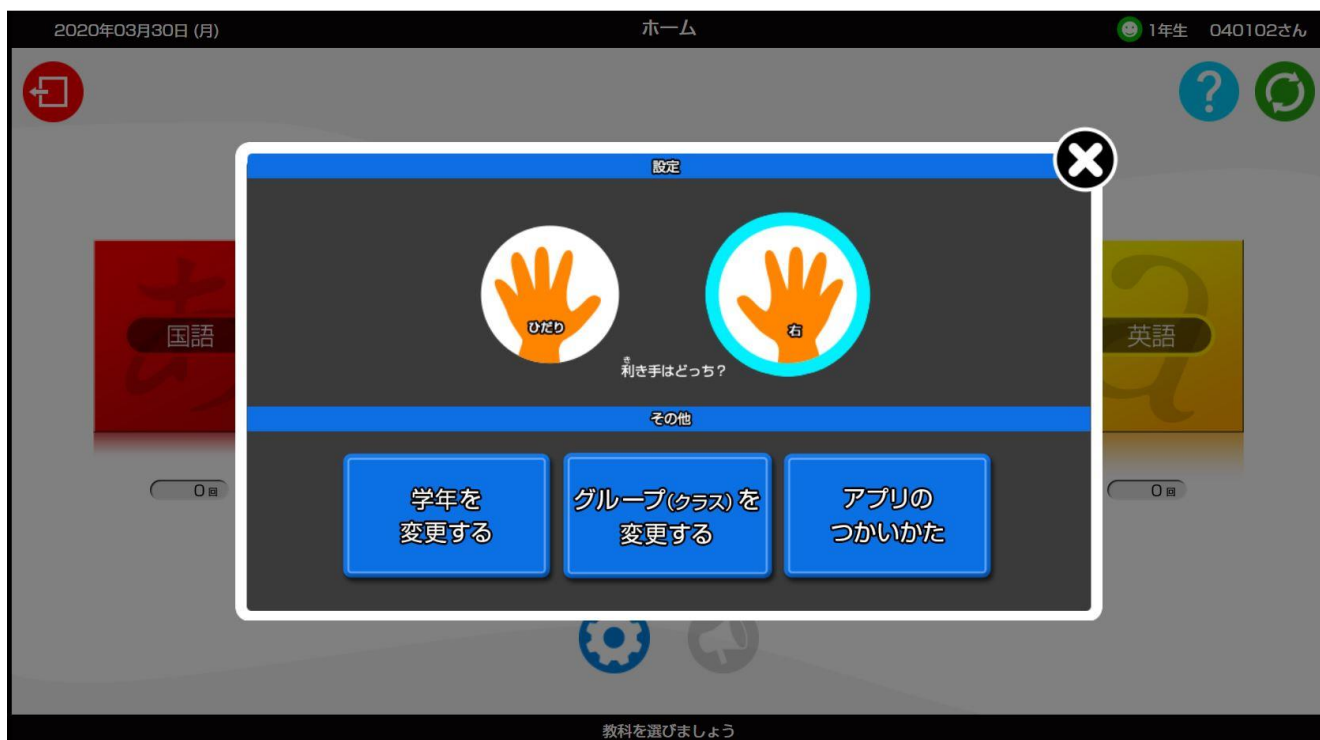 2020年03月30日 (月)
ホーム
1年生 040102さん
設定
ひだり
右
き
利き手はどっち？
あ
国語
a
英語
その他
0回
0回
学年を
変更する
グループ(クラス)を
変更する
アプリの
つかいかた
教科を選びましょう